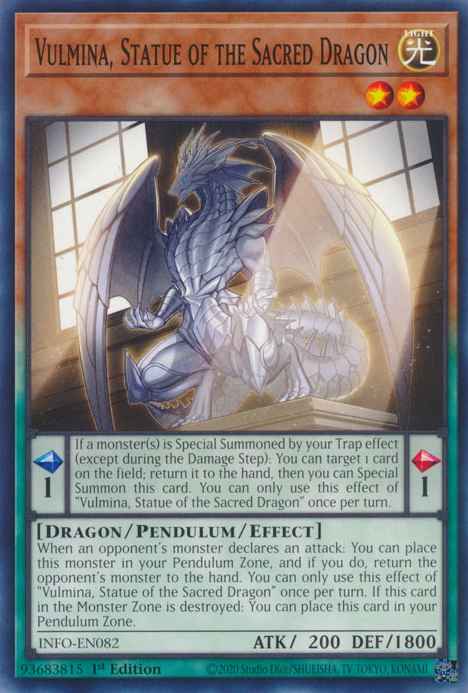 Vulmina, Statue of the Sacred Dragon
LIGHT
光
If a monster(s) is Special Summoned by your Trap effect
(except during the Damage Step): You can target 1 card
on the field; return it to the hand, then you can Special
Summon this card. You can only use this effect of
"Vulmina, Statue of the Sacred Dragon" once per turn.
1
1
[Dragon/Pendulum/Effect]
When an opponent's monster declares an attack: You can place
this monster in your Pendulum Zone, and if you do, return the
opponent's monster to the hand. You can only use this effect of
"Vulmina, Statue of the Sacred Dragon" once per turn. If this card
in the Monster Zone is destroyed: You can place this card in your
Pendulum Zone.
INFO-EN082
ATK/ 200 DEF/1800
93683815 1st Edition
©2020 Studio Dice/SHUEISHA, TV TOKYO, KONAMI